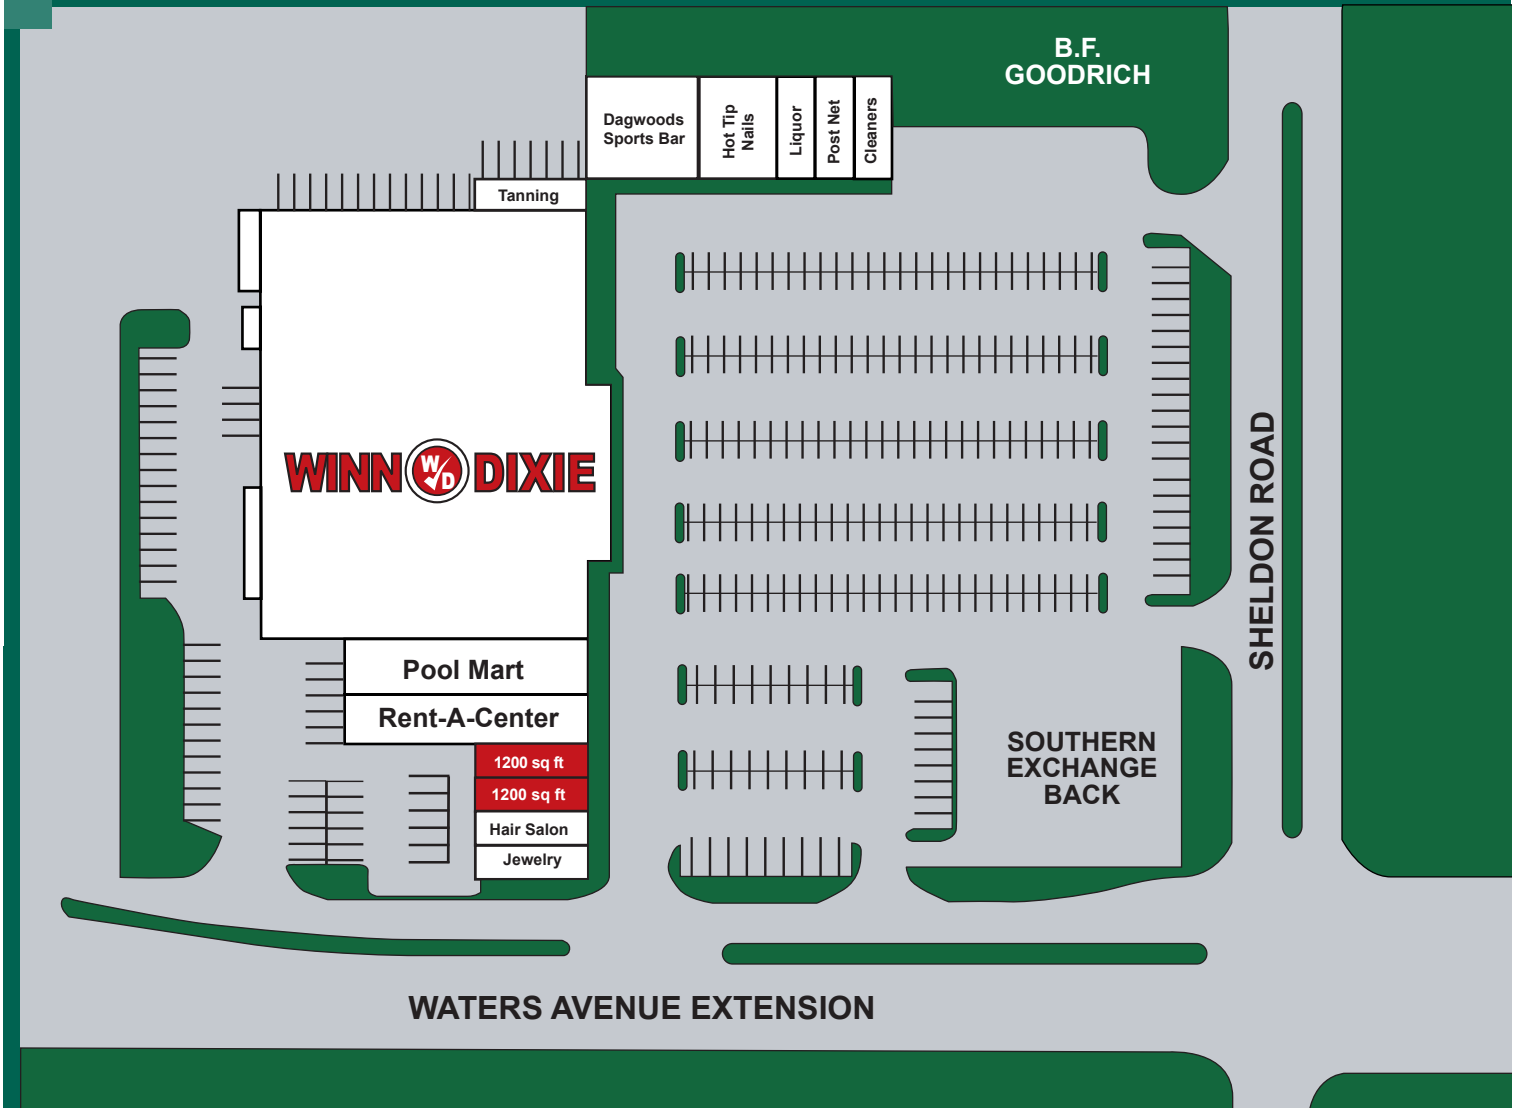 B.F.
GOODRICH
Dagwoods
Sports Bar
Hot Tip
Nails
Liquor
Post Net
Cleaners
Tanning
WINN W D DIXIE
SHELDON ROAD
Pool Mart
Rent-A-Center
1200 sq ft
1200 sq ft
Hair Salon
Jewelry
SOUTHERN
EXCHANGE
BACK
WATERS AVENUE EXTENSION